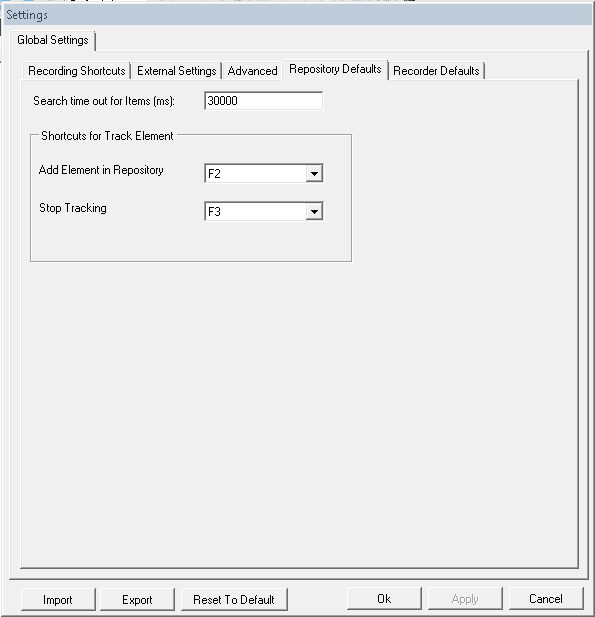 Settings
Global Settings
Recording Shortcuts External Settings Advanced Repository Defaults Recorder Defaults
Search time out for Items (ms): 30000
Shortcuts for Track Element
Add Element in Repository F2
Stop Tracking F3
Import Export Reset To Default Ok Apply Cancel